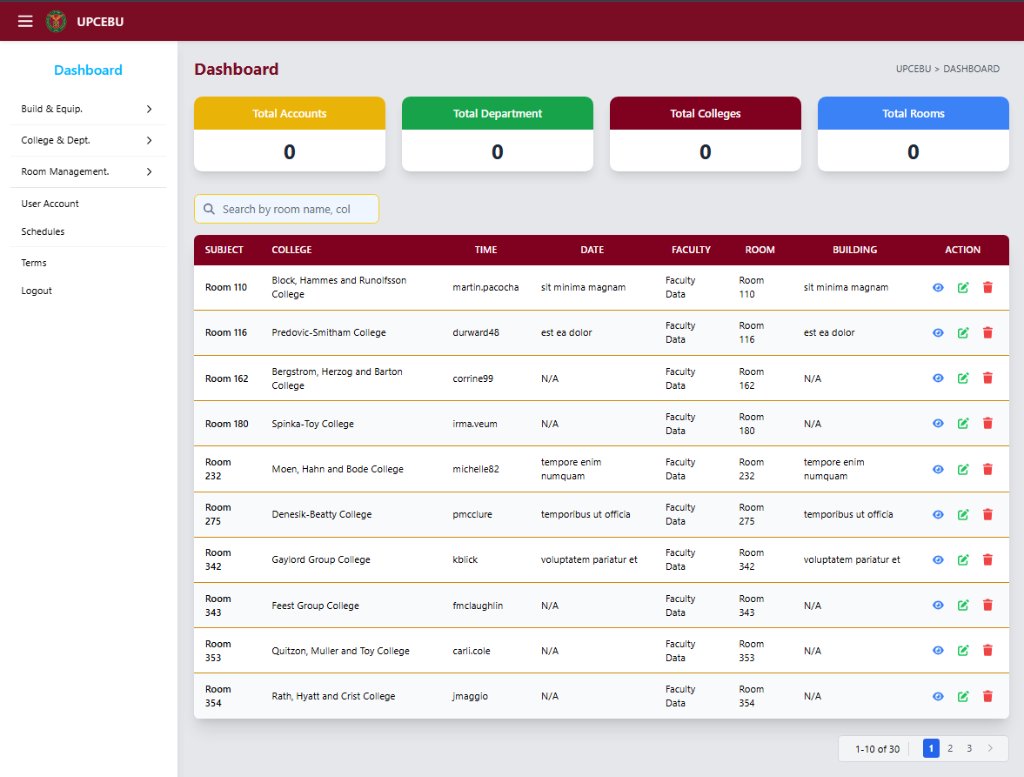 UPCEBU
Dashboard
Build & Equip.
College & Dept.
Room Management.
User Account
Schedules
Terms
Logout
Dashboard
UPCEBU > DASHBOARD
Total Accounts
0
Total Department
0
Total Colleges
0
Total Rooms
0
Search by room name, col
SUBJECT COLLEGE TIME DATE FACULTY ROOM BUILDING ACTION
Room 110
Block, Hammes and Runolfsson
College
martin.pacocha
sit minima magnam
Faculty
Data
Room
110
sit minima magnam
Room 116
Predovic-Smitham College
durward48
est ea dolor
Faculty
Data
Room
116
est ea dolor
Room 162
Bergstrom, Herzog and Barton
College
corrine99
N/A
Faculty
Data
Room
162
N/A
Room 180
Spinka-Toy College
irma.veum
N/A
Faculty
Data
Room
180
N/A
Room
232
Moen, Hahn and Bode College
michelle82
tempore enim
numquam
Faculty
Data
Room
232
tempore enim
numquam
Room
275
Denesik-Beatty College
pmcclure
temporibus ut officia
Faculty
Data
Room
275
temporibus ut officia
Room
342
Gaylord Group College
kblick
voluptatem pariatur et
Faculty
Data
Room
342
voluptatem pariatur et
Room
343
Feest Group College
fmclaughlin
N/A
Faculty
Data
Room
343
N/A
Room
353
Quitzon, Muller and Toy College
carli.cole
N/A
Faculty
Data
Room
353
N/A
Room
354
Rath, Hyatt and Crist College
jmaggio
N/A
Faculty
Data
Room
354
N/A
1-10 of 30
1 2 3